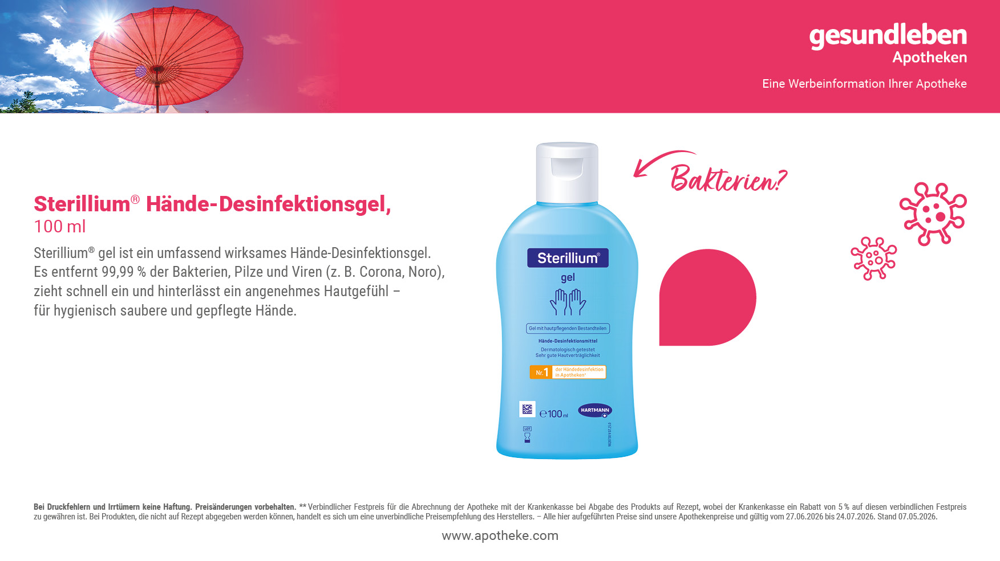 gesundleben
Apotheken
Eine Werbeinformation Ihrer Apotheke
Bakterien?
Sterillium® Hände-Desinfektionsgel,
100 ml
Sterillium® gel ist ein umfassend wirksames Hände-Desinfektionsgel.
Es entfernt 99,99 % der Bakterien, Pilze und Viren (z. B. Corona, Noro),
zieht schnell ein und hinterlässt ein angenehmes Hautgefühl –
für hygienisch saubere und gepflegte Hände.
Sterillium®
gel
Gel mit hautpflegenden Bestandteilen
Hände-Desinfektionsmittel
Dermatologisch getestet
Sehr gute Hautverträglichkeit
Nr. 1 der Händedesinfektion
in Apotheken*
℮100 ml
HARTMANN
LOT
Bei Druckfehlern und Irrtümern keine Haftung. Preisänderungen vorbehalten. ** Verbindlicher Festpreis für die Abrechnung der Apotheke mit der Krankenkasse bei Abgabe des Produkts auf Rezept, wobei der Krankenkasse ein Rabatt von 5 % auf diesen verbindlichen Festpreis
zu gewähren ist. Bei Produkten, die nicht auf Rezept abgegeben werden können, handelt es sich um eine unverbindliche Preisempfehlung des Herstellers. – Alle hier aufgeführten Preise sind unsere Apothekenpreise und gültig vom 27.06.2026 bis 24.07.2026. Stand 07.05.2026.
www.apotheke.com